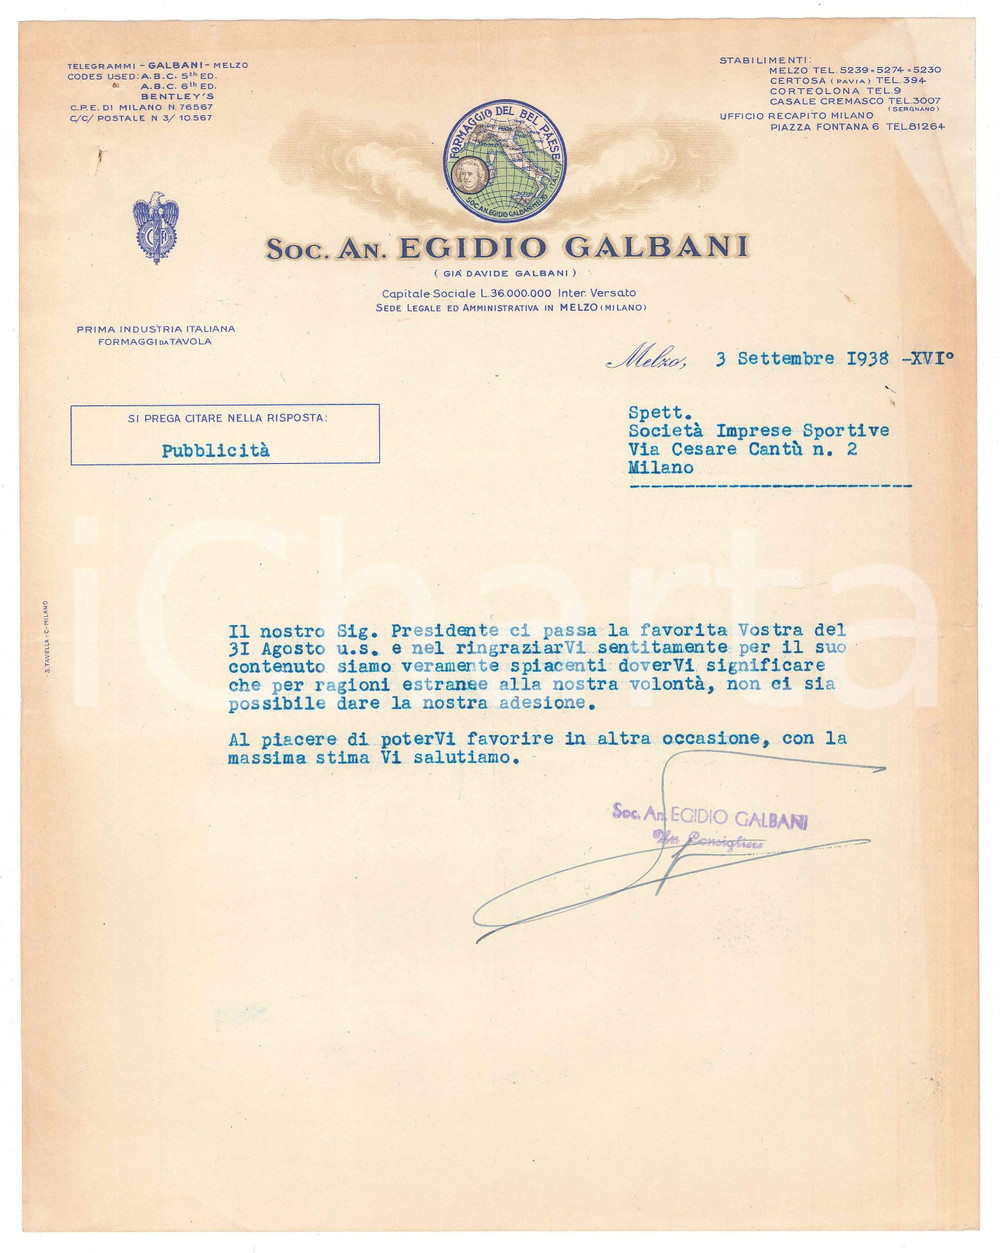 TELEGRAMMI - GALBANI - MELZO
CODES USED: A.B.C. 5th ED.
A.B.C. 6th ED.
BENTLEY'S
C.P.E. DI MILANO N. 76567
C/C/ POSTALE N 3/ 10.567
STABILIMENTI:
MELZO TEL. 5239=5274=5230
CERTOSA (PAVIA) TEL. 394
CORTEOLONA TEL. 9
CASALE CREMASCO TEL. 3007
(SERGNANO)
UFFICIO RECAPITO MILANO
PIAZZA FONTANA 6 TEL 81264
FORMAGGIO DEL BEL PAESE
SOC. AN. EGIDIO GALBANI MELZO (ITALY)
SOC. AN. EGIDIO GALBANI
( GIA' DAVIDE GALBANI )
Capitale Sociale L. 36.000.000 Inter. Versato
SEDE LEGALE ED AMMINISTRATIVA IN MELZO (MILANO)
PRIMA INDUSTRIA ITALIANA
FORMAGGI DA TAVOLA
Melzo, 3 Settembre I938 -XVI°
SI PREGA CITARE NELLA RISPOSTA:
Pubblicità
Spett.
Società Imprese Sportive
Via Cesare Cantù n. 2
Milano
iCharta
S. TAVELLA - C - MILANO
Il nostro Sig. Presidente ci passa la favorita Vostra del
3I Agosto u.s. e nel ringraziarVi sentitamente per il suo
contenuto siamo veramente spiacenti doverVi significare
che per ragioni estranee alla nostra volontà, non ci sia
possibile dare la nostra adesione.
Al piacere di poterVi favorire in altra occasione, con la
massima stima Vi salutiamo.
Soc. An. EGIDIO GALBANI
Un Consigliere